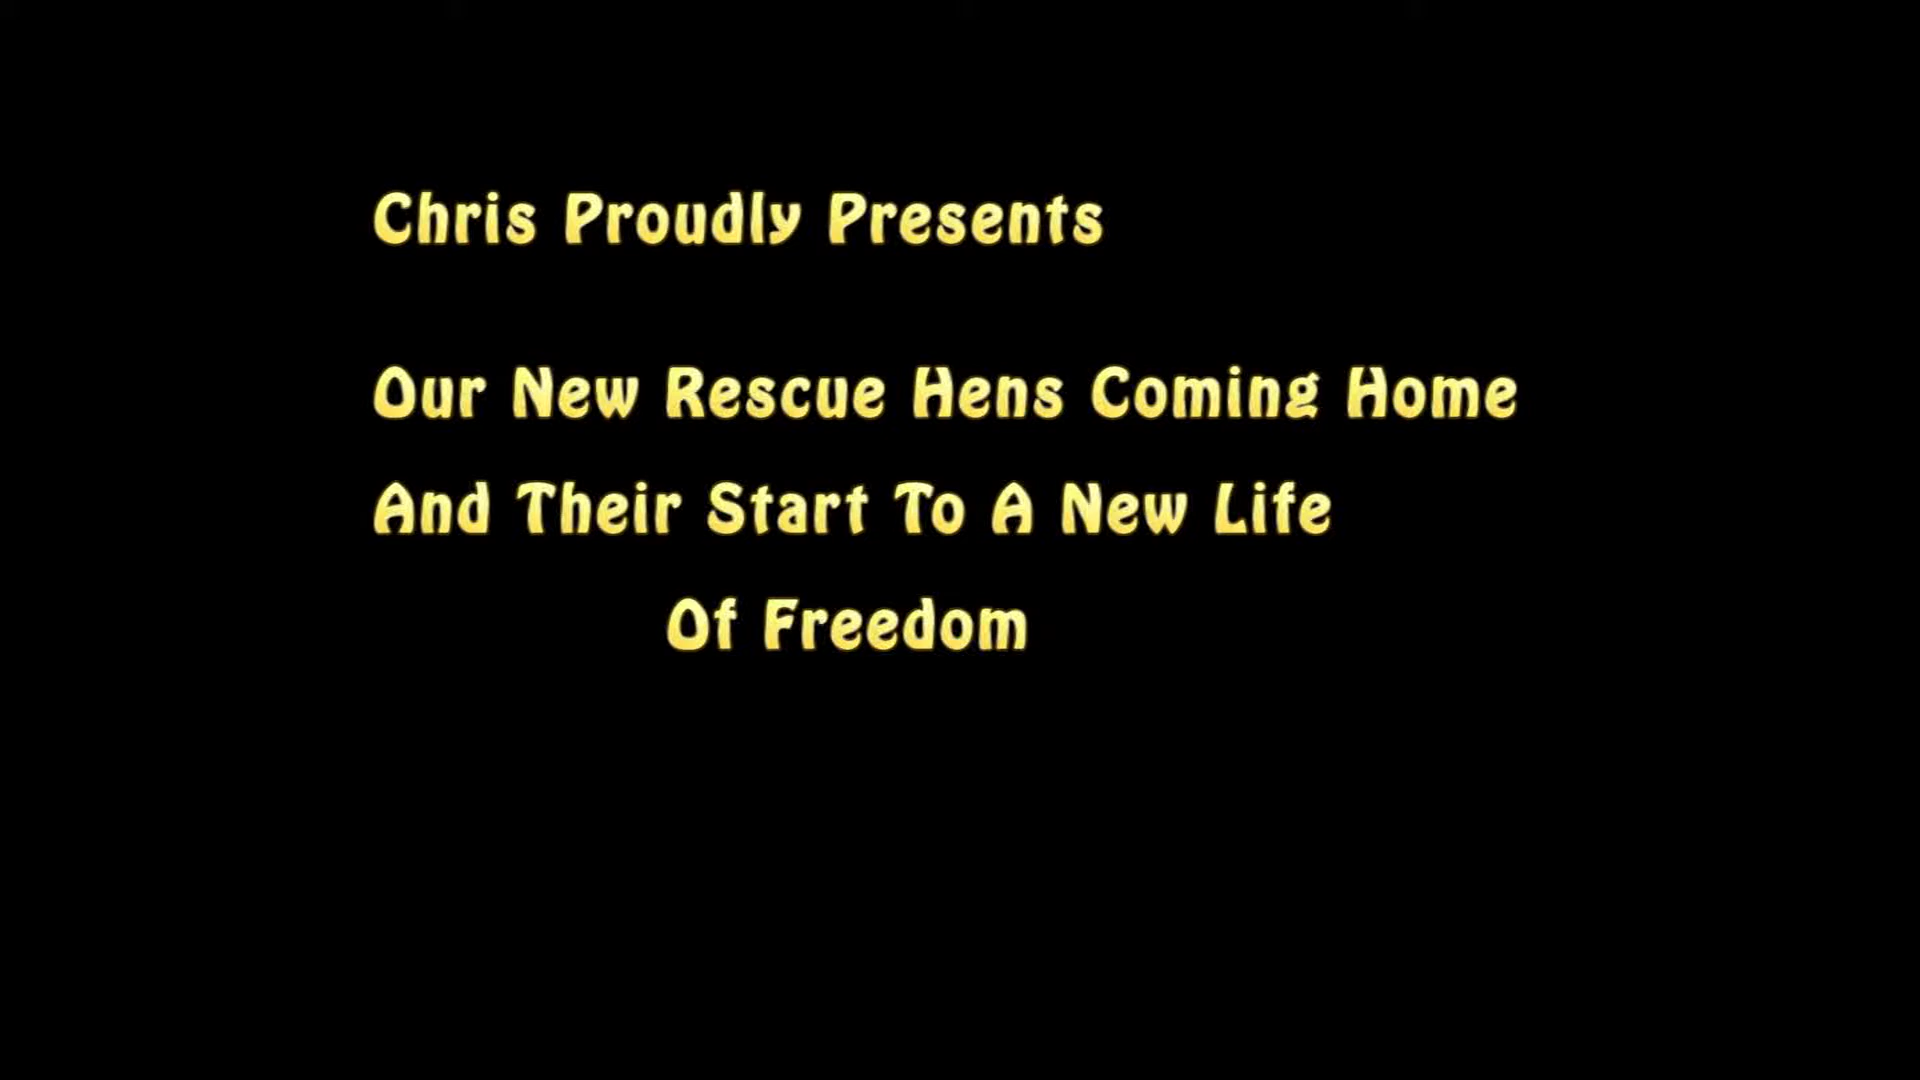 Chris Proudly Presents
Our New Rescue Hens Coming Home
And Their Start To A New Life
Of Freedom